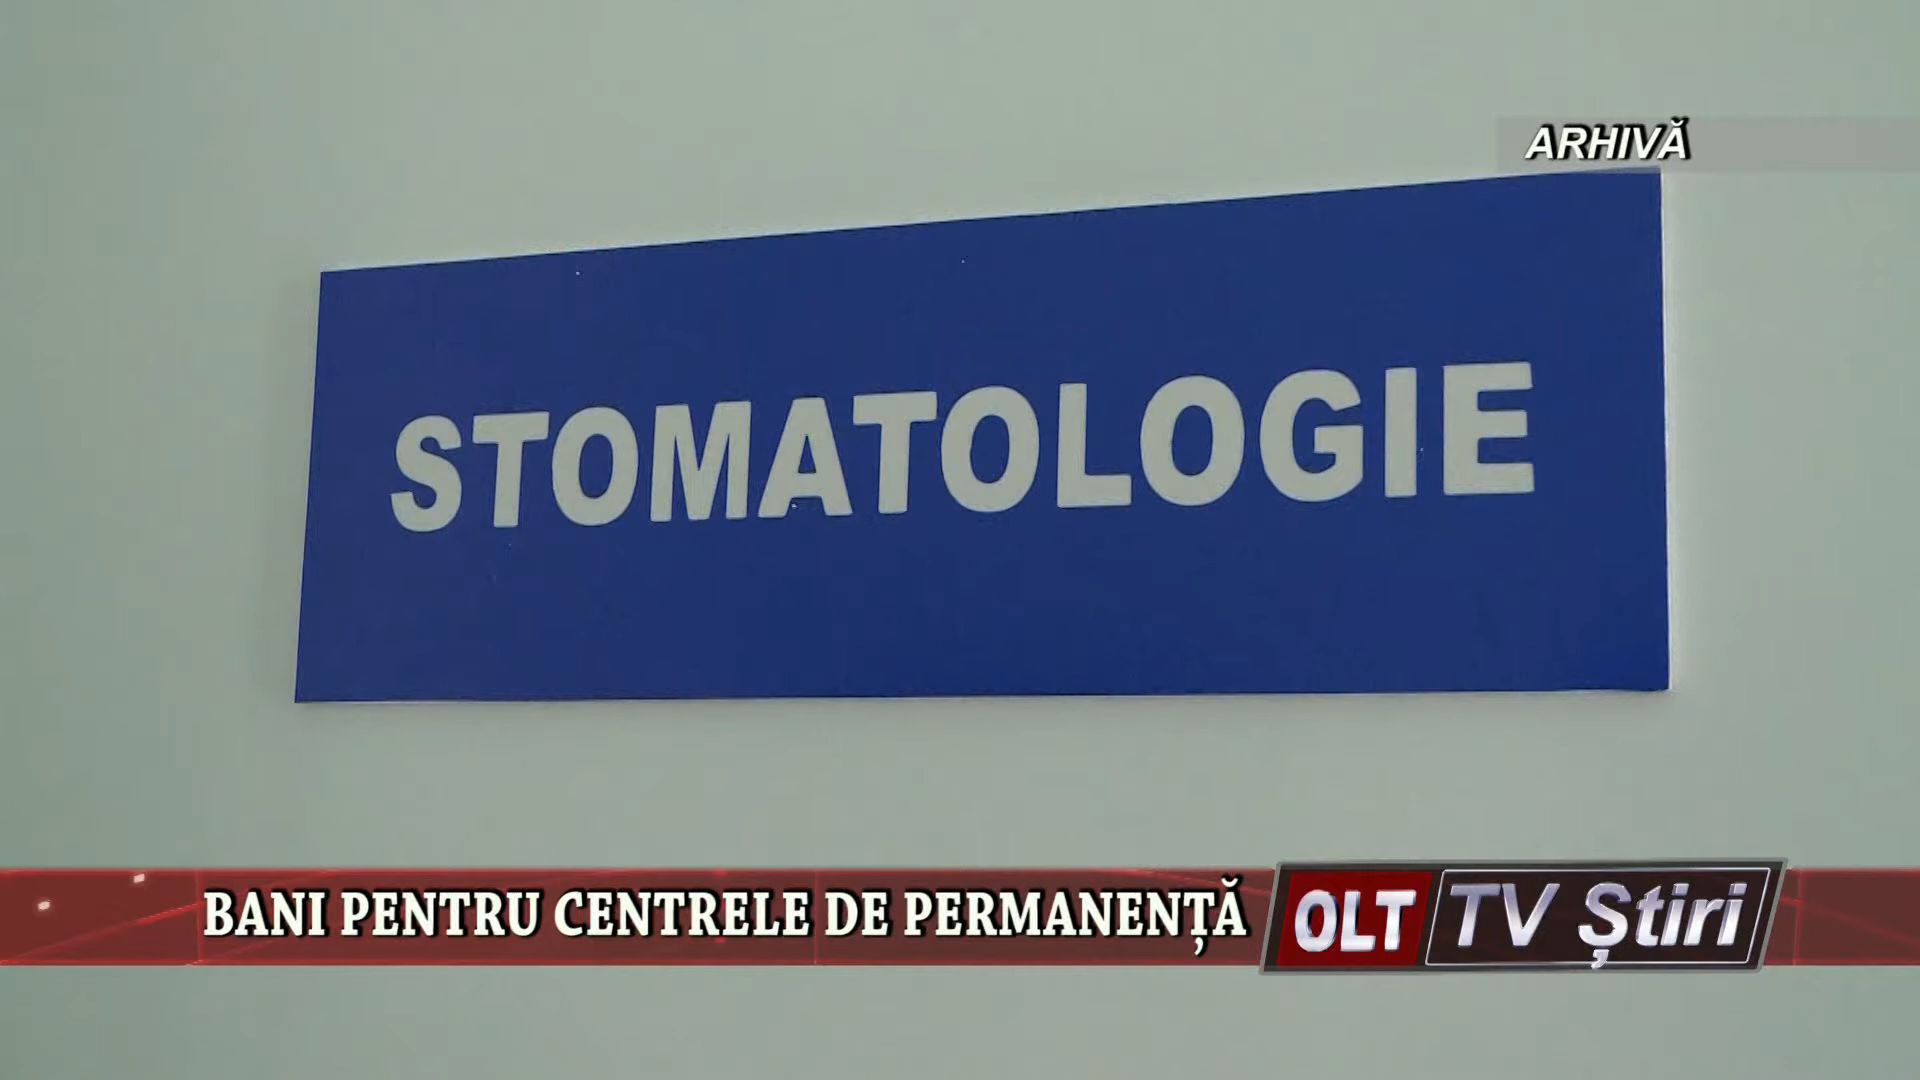 ARHIVĂ
STOMATOLOGIE
BANI PENTRU CENTRELE DE PERMANENȚĂ
OLT TV Știri